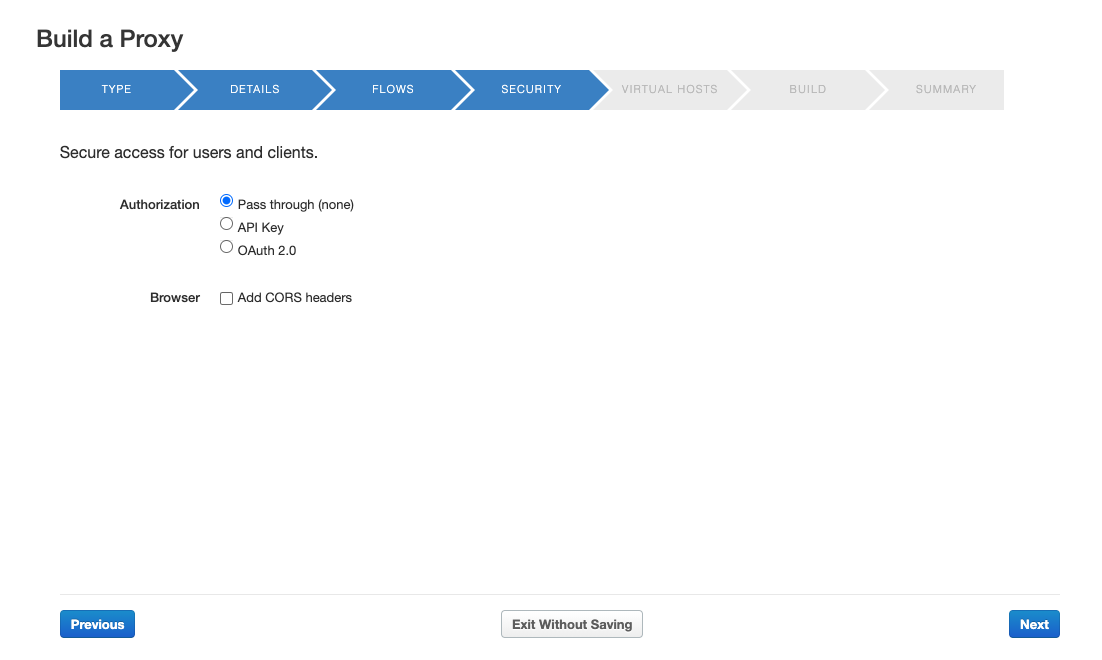 Build a Proxy
TYPE DETAILS FLOWS SECURITY VIRTUAL HOSTS BUILD SUMMARY
Secure access for users and clients.
Authorization Pass through (none)
API Key
OAuth 2.0
Browser Add CORS headers
Previous Exit Without Saving Next